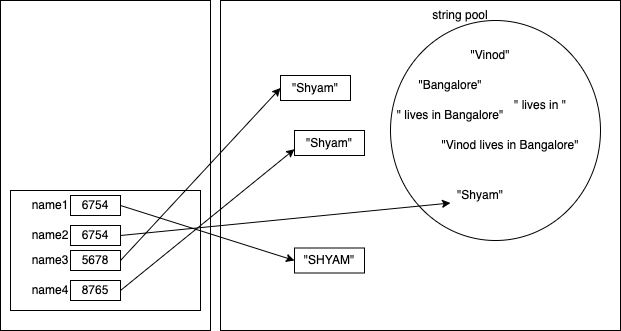 string pool
"Vinod"
"Shyam"
"Bangalore"
" lives in "
" lives in Bangalore"
"Shyam"
"Vinod lives in Bangalore"
"Shyam"
name1 6754
name2 6754
name3 5678
"SHYAM"
name4 8765